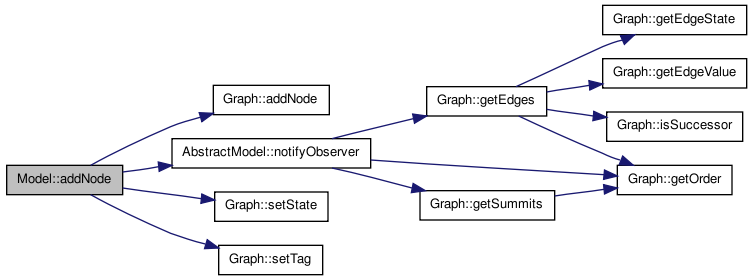 Model::addNode
Graph::addNode
AbstractModel::notifyObserver
Graph::setState
Graph::setTag
Graph::getEdges
Graph::getSummits
Graph::getEdgeState
Graph::getEdgeValue
Graph::isSuccessor
Graph::getOrder